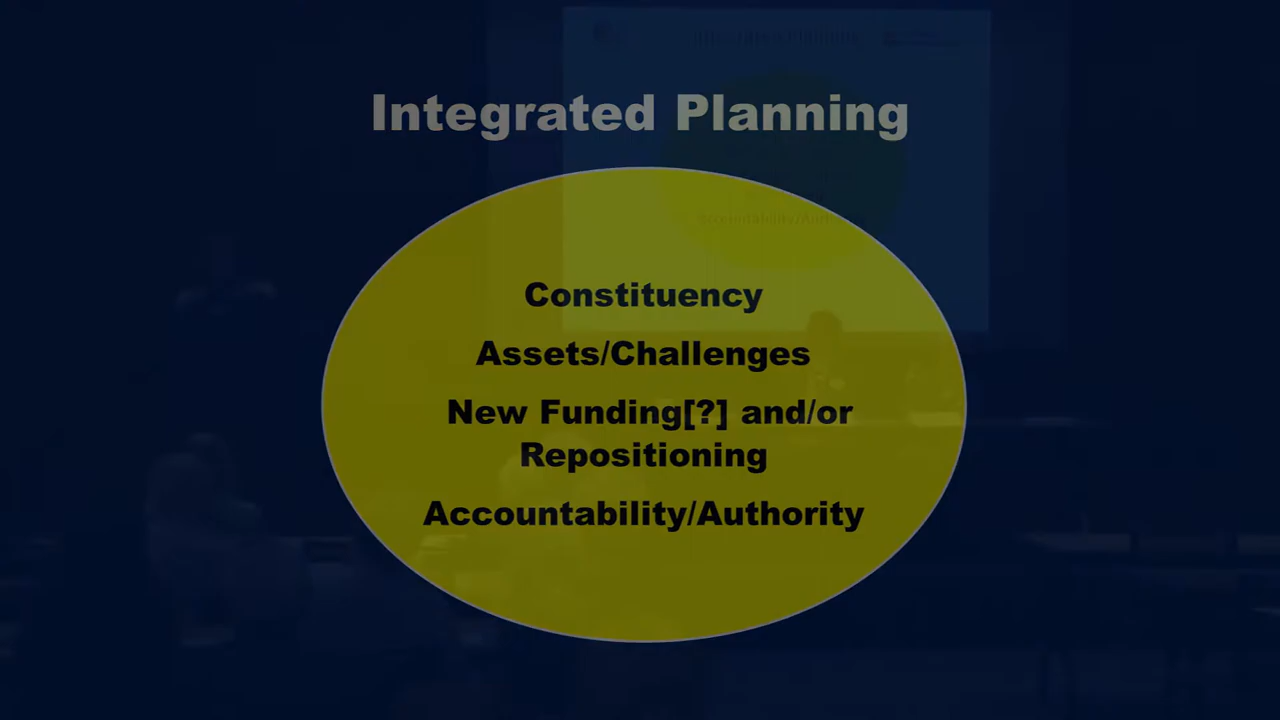 Integrated Planning
Constituency
Assets/Challenges
New Funding[?] and/or
Repositioning
Accountability/Authority